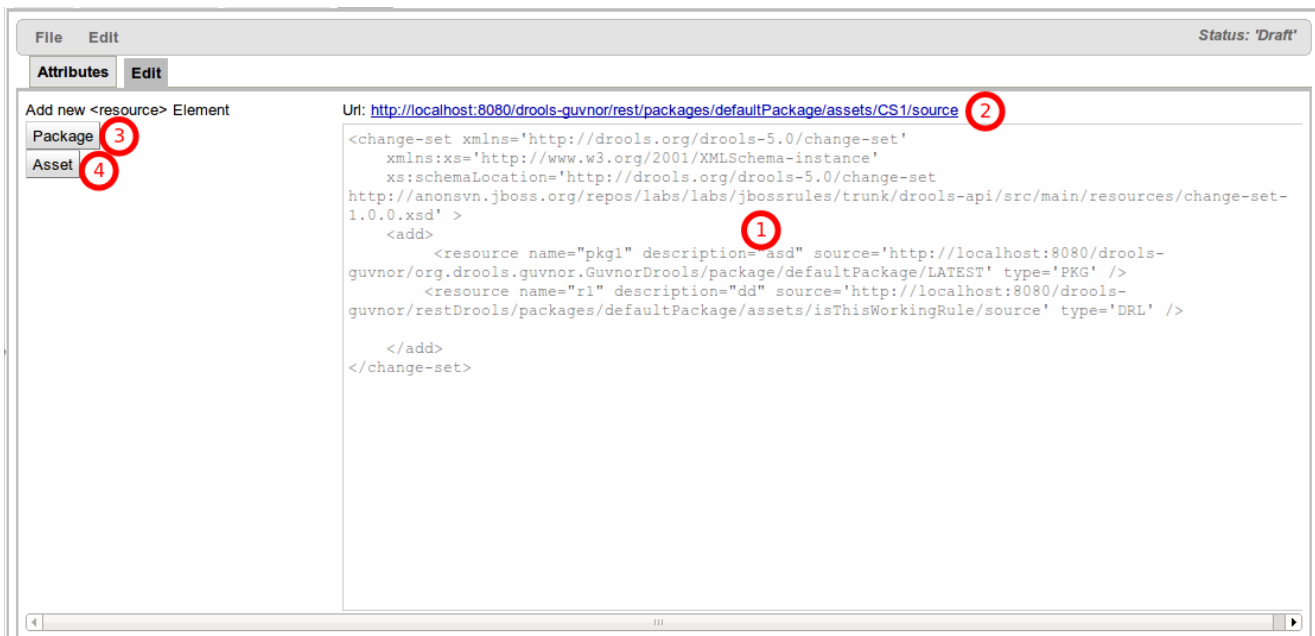 File Edit Status: 'Draft'
Attributes Edit
Add new <resource> Element Url: http://localhost:8080/drools-guvnor/rest/packages/defaultPackage/assets/CS1/source 2
Package 3
Asset 4
<change-set xmlns='http://drools.org/drools-5.0/change-set'
xmlns:xs='http://www.w3.org/2001/XMLSchema-instance'
xs:schemaLocation='http://drools.org/drools-5.0/change-set
http://anonsvn.jboss.org/repos/labs/labs/jbossrules/trunk/drools-api/src/main/resources/change-set-
1.0.0.xsd' >
<add>
1
<resource name="pkg1" description="asd" source='http://localhost:8080/drools-
guvnor/org.drools.guvnor.GuvnorDrools/package/defaultPackage/LATEST' type='PKG' />
<resource name="r1" description="dd" source='http://localhost:8080/drools-
guvnor/restDrools/packages/defaultPackage/assets/isThisWorkingRule/source' type='DRL' />
</add>
</change-set>